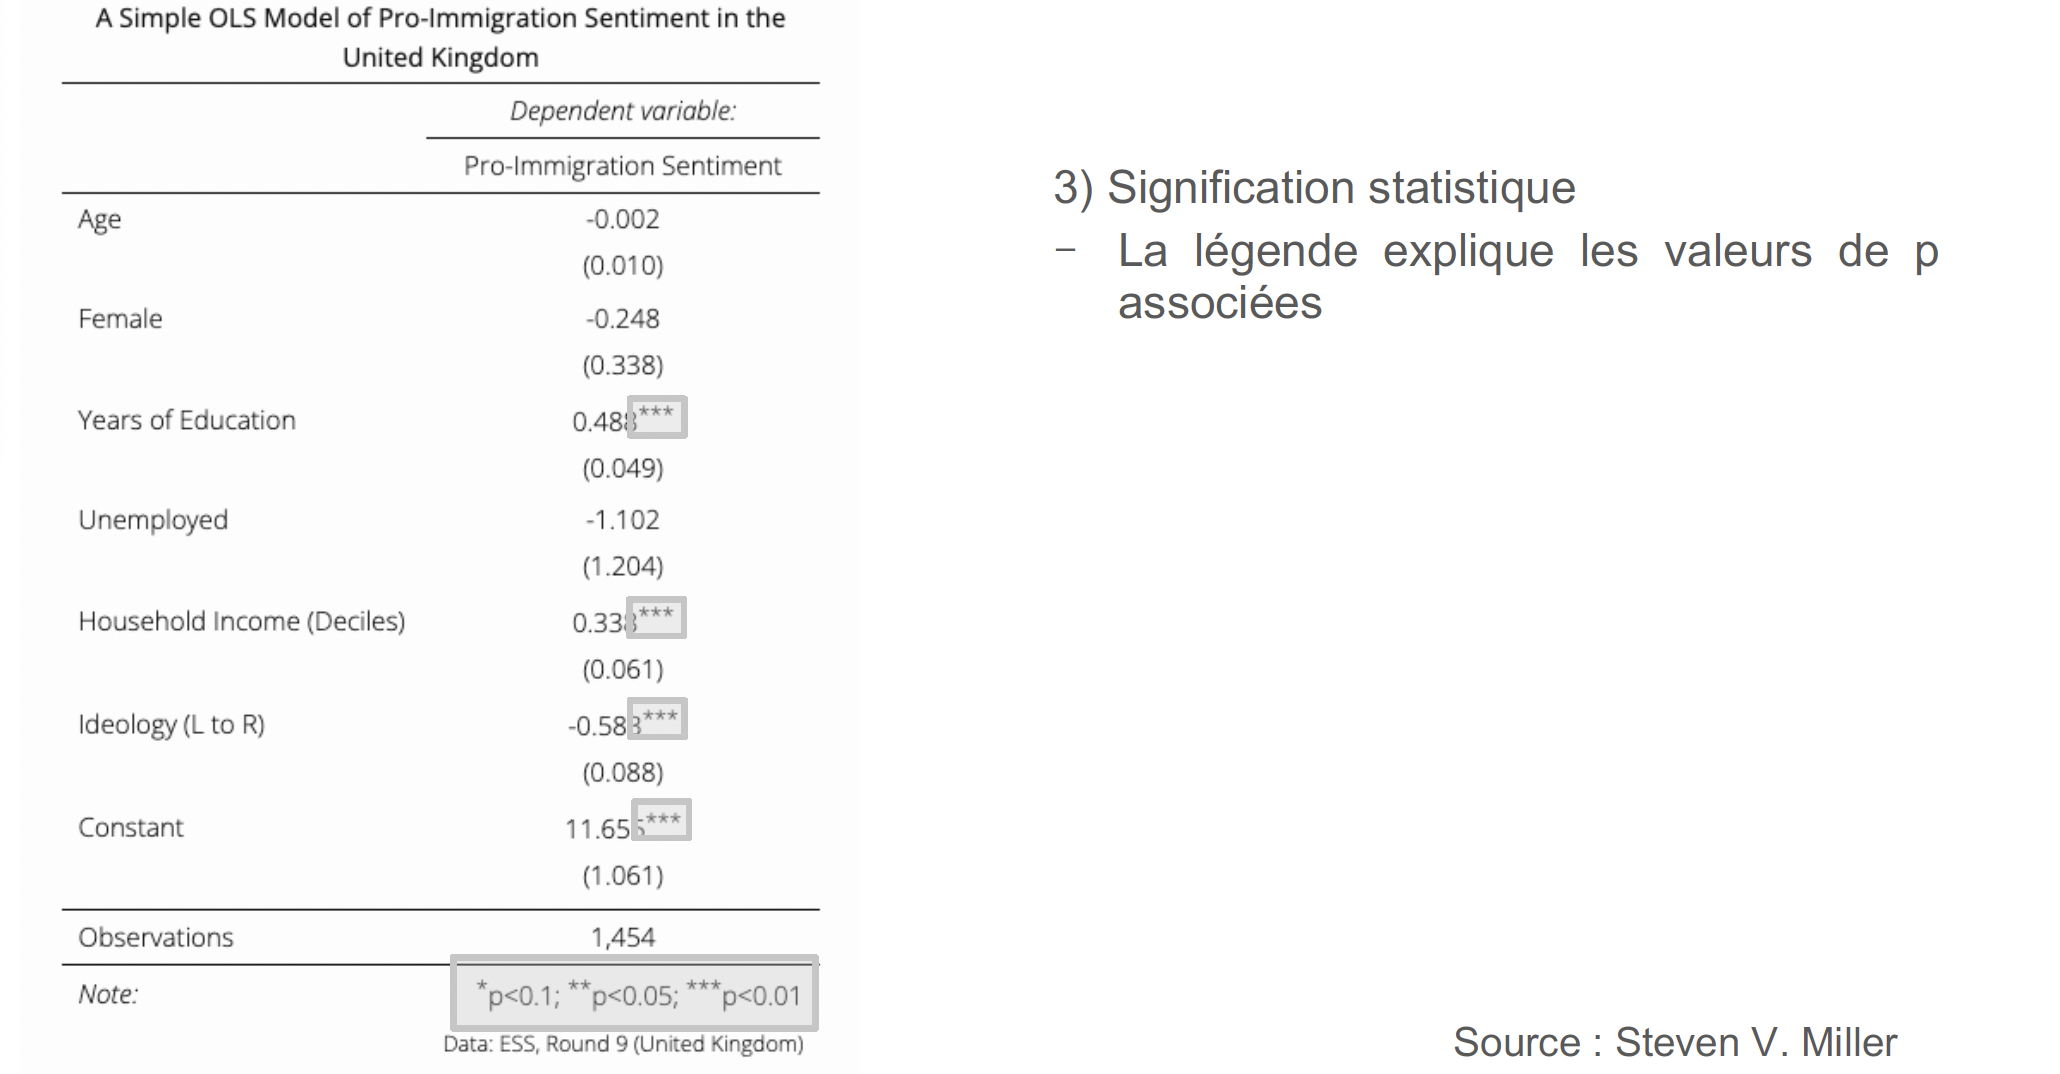 A Simple OLS Model of Pro-Immigration Sentiment in the
United Kingdom
Dependent variable:
Pro-Immigration Sentiment
Age -0.002
(0.010)
Female -0.248
(0.338)
Years of Education 0.488***
(0.049)
Unemployed -1.102
(1.204)
Household Income (Deciles) 0.338***
(0.061)
Ideology (L to R) -0.588***
(0.088)
Constant 11.655***
(1.061)
Observations 1,454
Note: *p<0.1; **p<0.05; ***p<0.01
Data: ESS, Round 9 (United Kingdom)
3) Signification statistique
– La légende explique les valeurs de p
associées
Source : Steven V. Miller